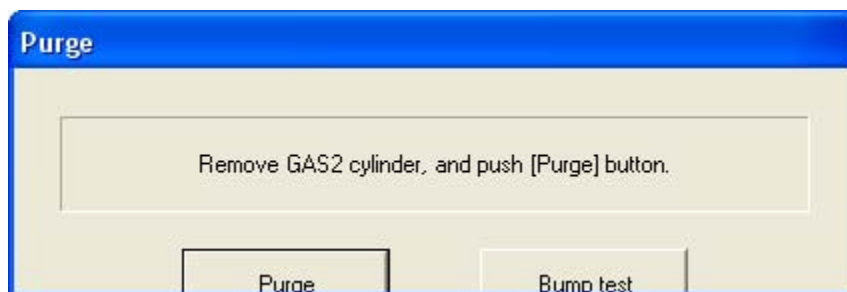 Purge
Remove GAS2 cylinder, and push [Purge] button.
Purge
Bump test